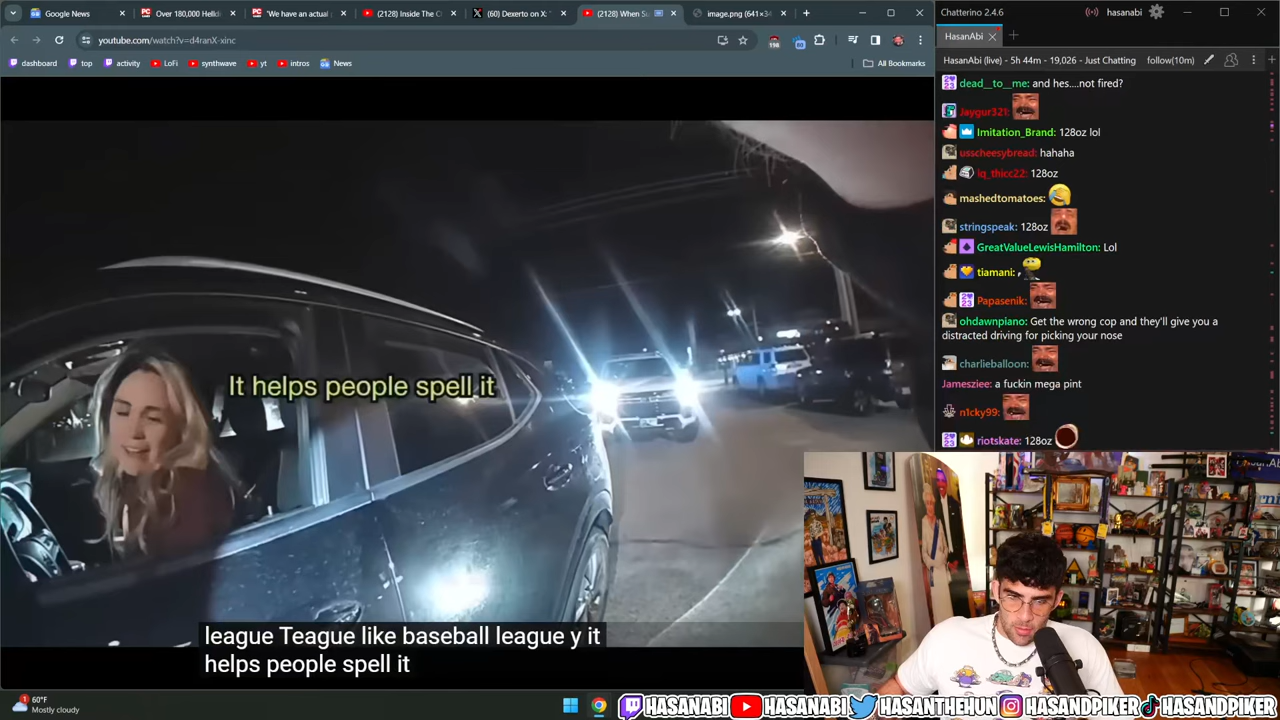 Google News
Over 180,000 Helldi
"We have an actual g
(2128) Inside The C
(60) Dexerto on X: "
(2128) When S
image.png (641×34
youtube.com/watch?v=d4ranX-xinc
198
dashboard
top
activity
LoFi
synthwave
yt
intros
News
All Bookmarks
It helps people spell it
league Teague like baseball league y it
helps people spell it
Chatterino 2.4.6
hasanabi
HasanAbi
HasanAbi (live) - 5h 44m - 19,026 - Just Chatting
follow(10m)
dead__to__me: and hes....not fired?
Jaygur321:
Imitation_Brand: 128oz lol
usscheesybread: hahaha
iq_thicc22: 128oz
mashedtomatoes:
stringspeak: 128oz
GreatValueLewisHamilton: Lol
tiamani:
Papasenik:
ohdawnpiano: Get the wrong cop and they'll give you a
distracted driving for picking your nose
charlieballoon:
Jamesziee: a fuckin mega pint
n1cky99:
riotskate: 128oz
60°F
Mostly cloudy
HASANABI
HASANABI
HASANTHEHUN
HASANDPIKER
HASANDPIKER